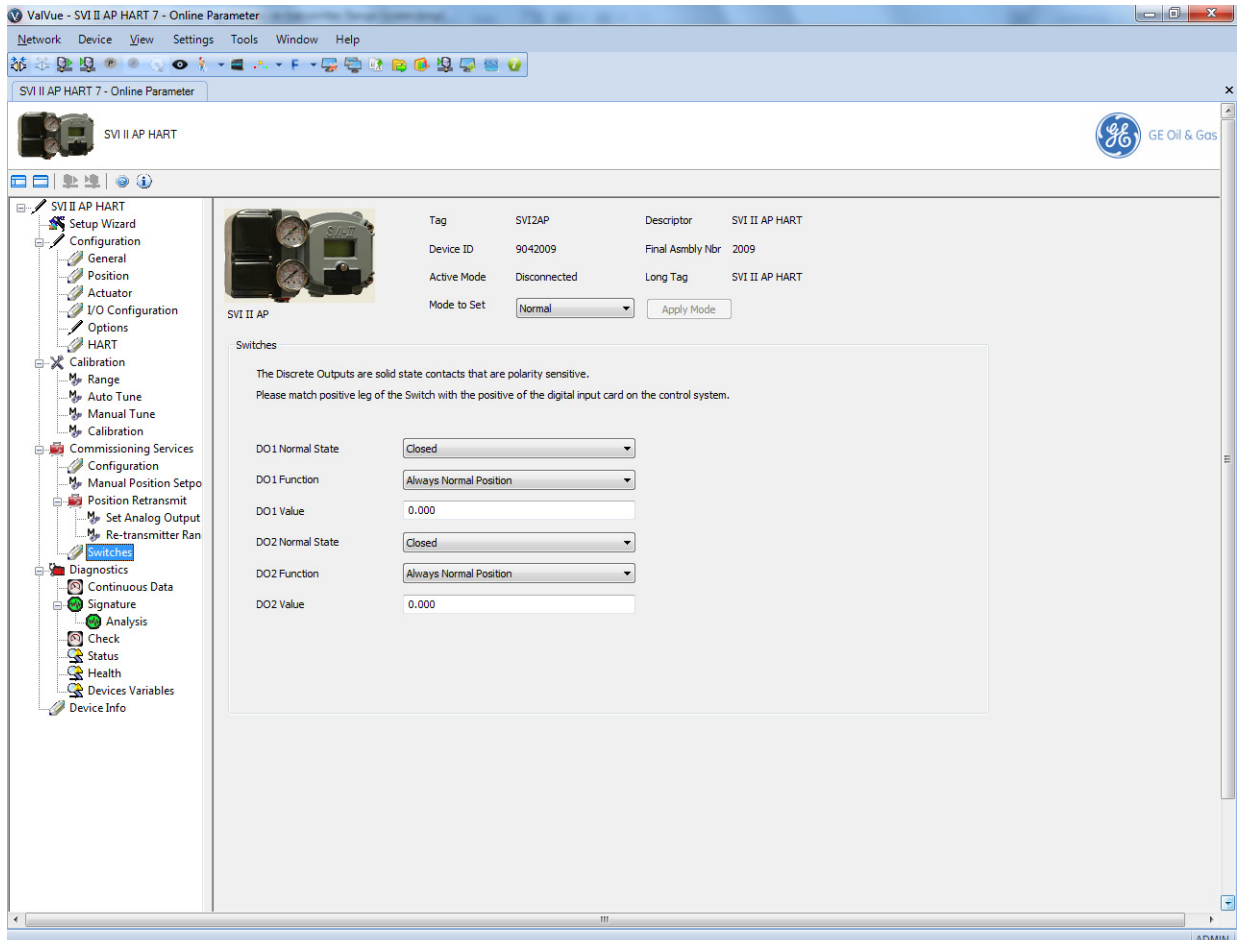 ValVue - SVI II AP HART 7 - Online Parameter
Network Device View Settings Tools Window Help
SVI II AP HART 7 - Online Parameter
SVI II AP HART
GE Oil & Gas
SVI II AP HART
Setup Wizard
Configuration
General
Position
Actuator
I/O Configuration
Options
HART
Calibration
Range
Auto Tune
Manual Tune
Calibration
Commissioning Services
Configuration
Manual Position Setpo
Position Retransmit
Set Analog Output
Re-transmitter Ran
Switches
Diagnostics
Continuous Data
Signature
Analysis
Check
Status
Health
Devices Variables
Device Info
SVI II AP
Tag SVI2AP Descriptor SVI II AP HART
Device ID 9042009 Final Asmbly Nbr 2009
Active Mode Disconnected Long Tag SVI II AP HART
Mode to Set Normal Apply Mode
Switches
The Discrete Outputs are solid state contacts that are polarity sensitive.
Please match positive leg of the Switch with the positive of the digital input card on the control system.
DO1 Normal State Closed
DO1 Function Always Normal Position
DO1 Value 0.000
DO2 Normal State Closed
DO2 Function Always Normal Position
DO2 Value 0.000
ADMIN